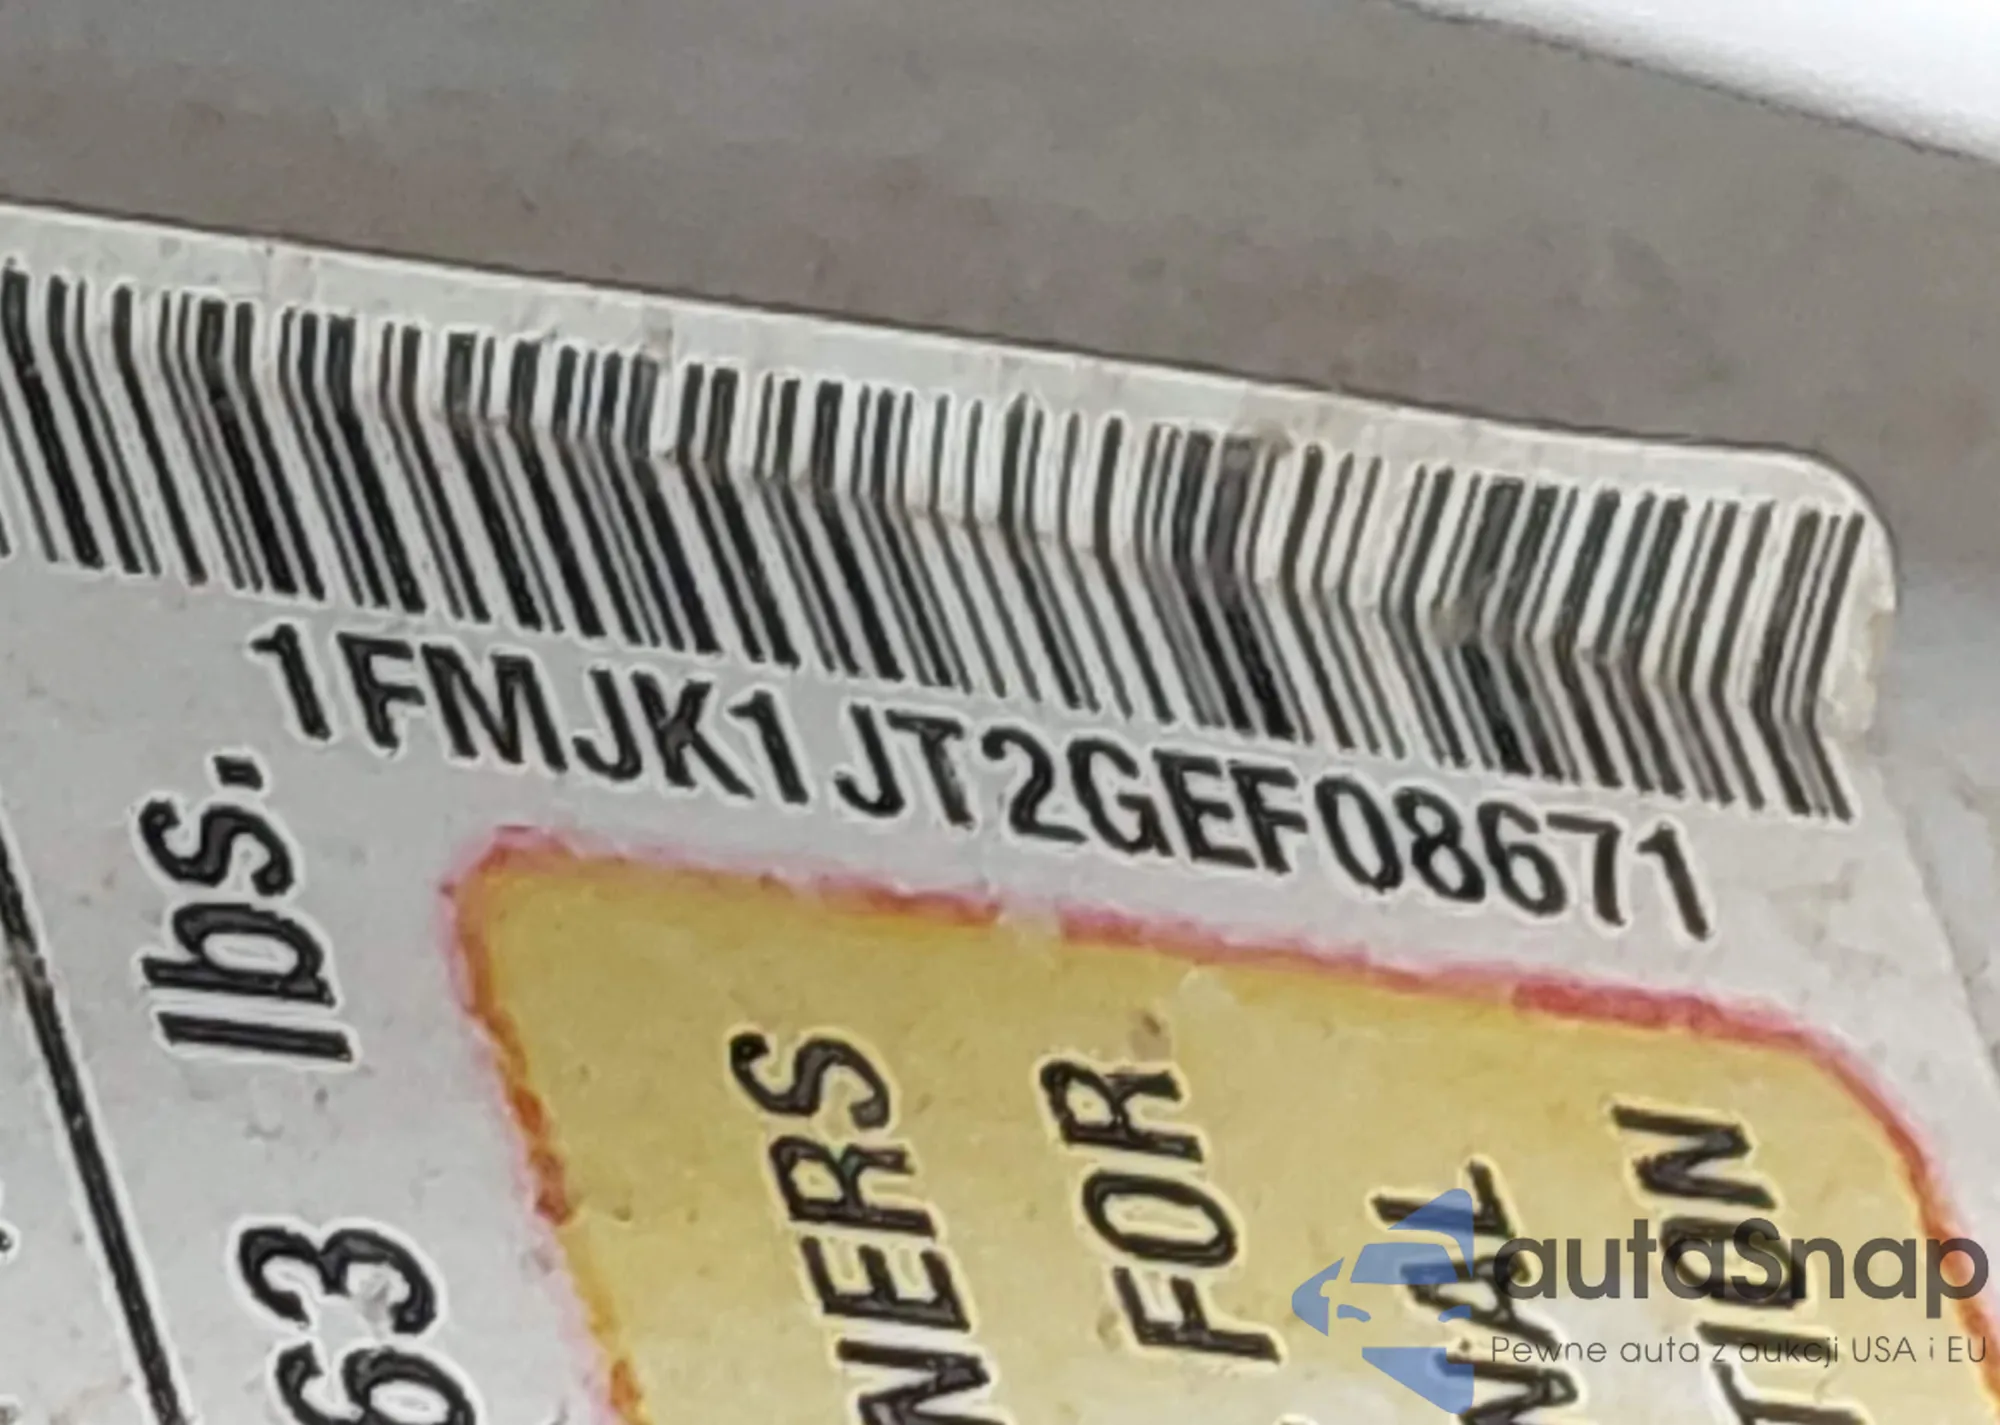 1FMJK1JT2GEF08671
lbs.
63
NERS
FOR
autaSnap
Pewne auta z aukcji USA i EU